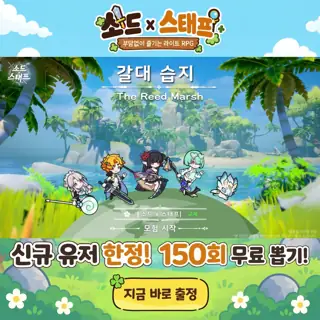 소드×스태프
부담없이 즐기는 라이트 RPG
소드
스태프
갈대 습지
The Reed Marsh
모험 시작
신규 유저 한정! 150회 무료 뽑기!
지금 바로 출정